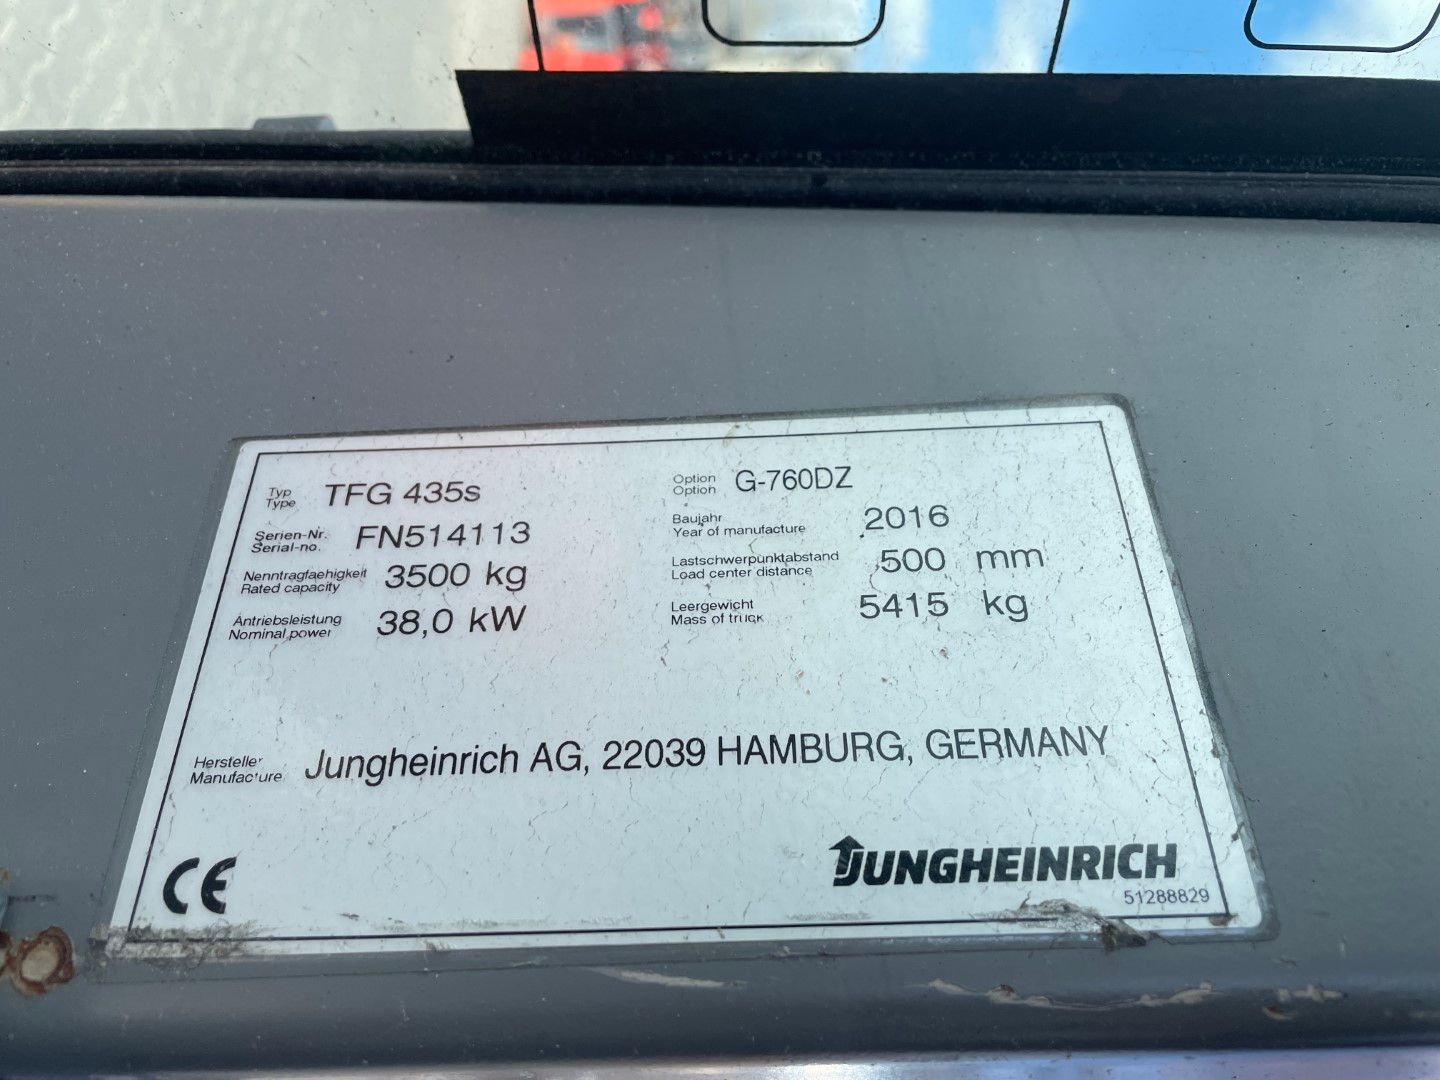 Typ
Type TFG 435s
Serien-Nr.
Serial-no. FN514113
Nenntragfaehigkeit
Rated capacity 3500 kg
Antriebsleistung
Nominal power 38,0 kW
Option
Option G-760DZ
Baujahr
Year of manufacture 2016
Lastschwerpunktabstand
Load center distance 500 mm
Leergewicht
Mass of truck 5415 kg
Hersteller
Manufacture Jungheinrich AG, 22039 HAMBURG, GERMANY
CE
JUNGHEINRICH
51288829